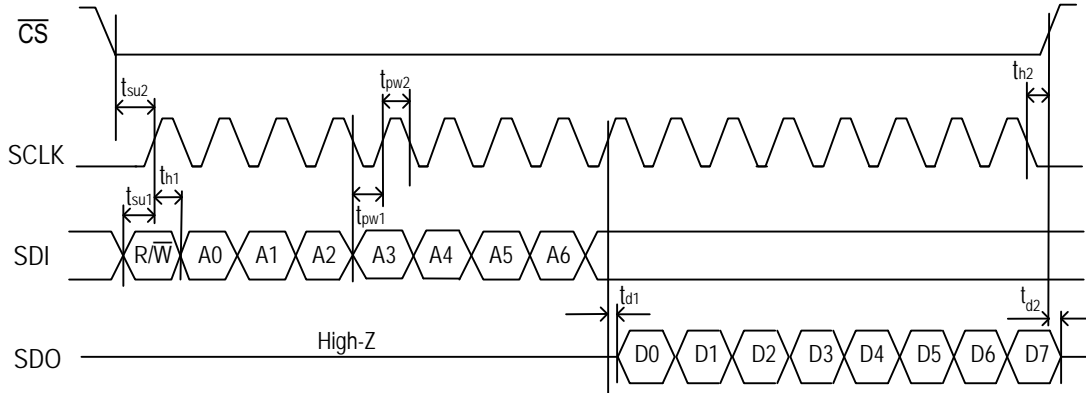 C̅S̅
tsu2
tpw2
th2
SCLK
th1
tsu1
tpw1
SDI
R/W̅ A0 A1 A2 A3 A4 A5 A6
td1
td2
SDO
High-Z
D0 D1 D2 D3 D4 D5 D6 D7